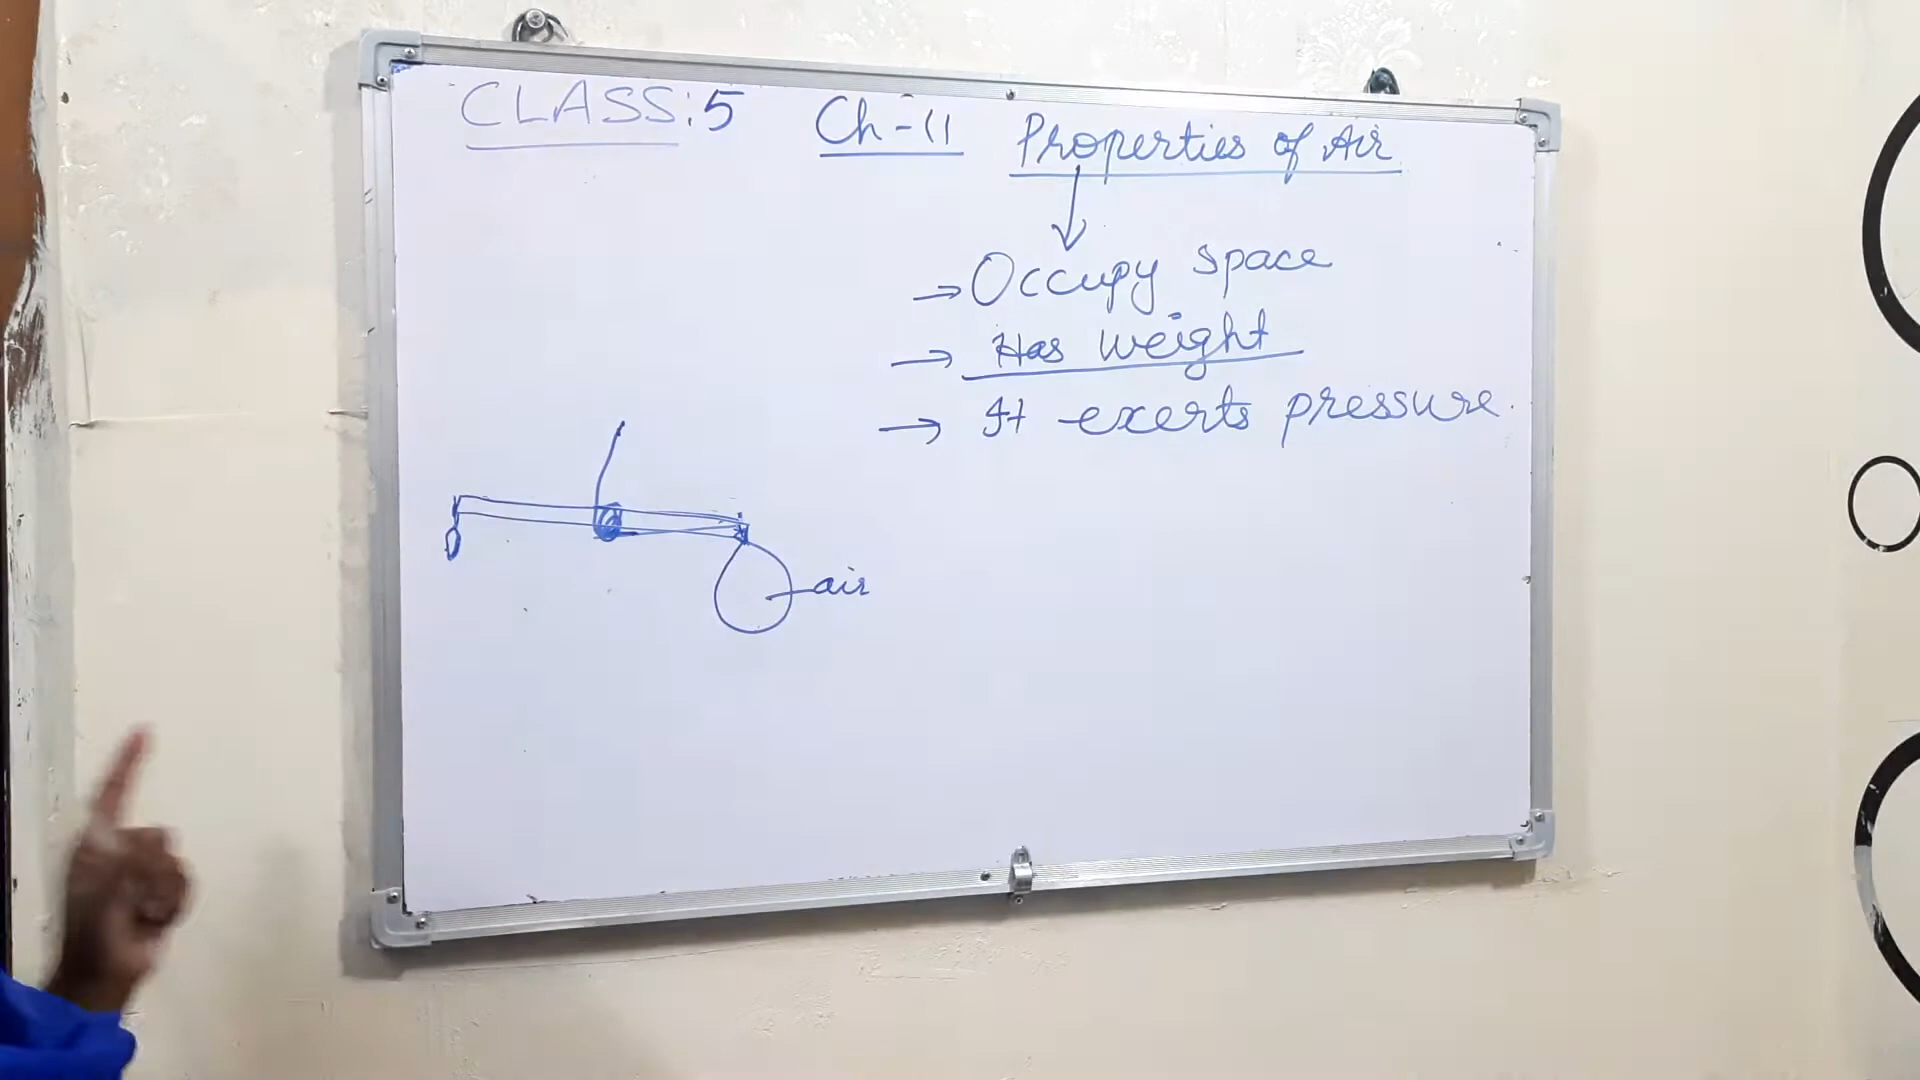 CLASS: 5 Ch-11 Properties of Air
→ Occupy space
→ Has weight
→ It exerts pressure.
air